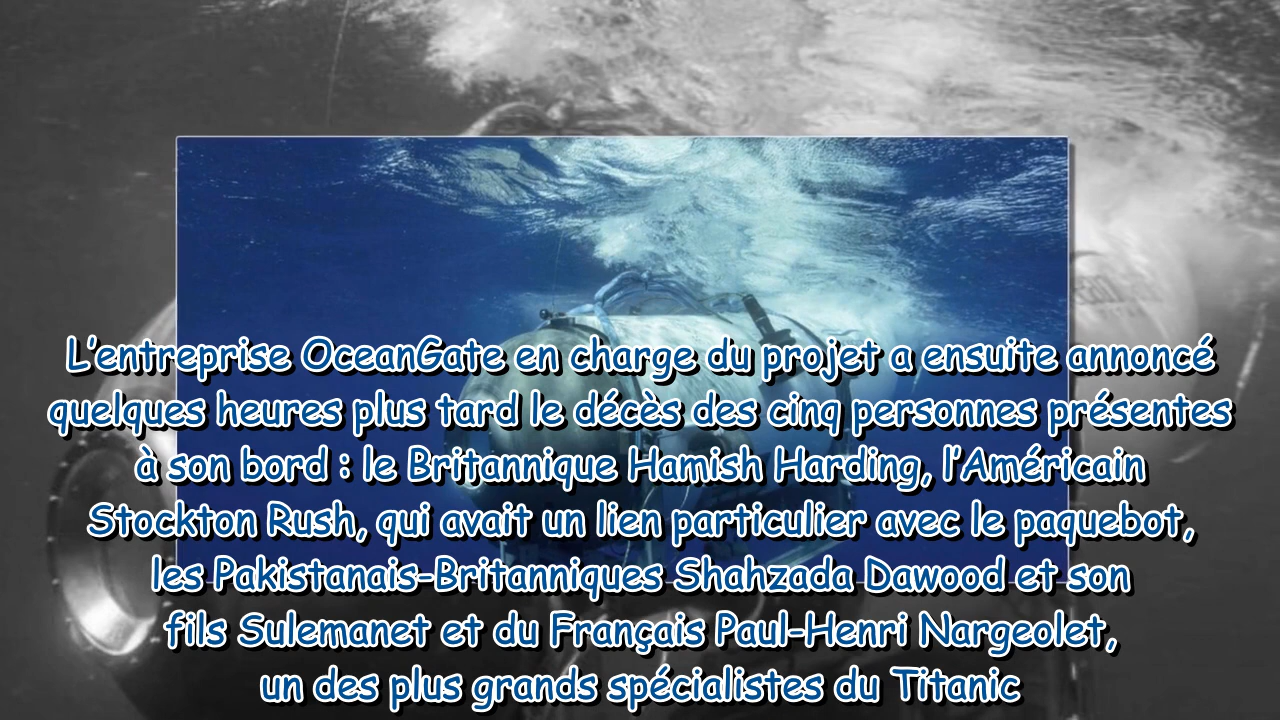 L'entreprise OceanGate en charge du projet a ensuite annoncé
quelques heures plus tard le décès des cinq personnes présentes
à son bord : le Britannique Hamish Harding, l'Américain
Stockton Rush, qui avait un lien particulier avec le paquebot,
les Pakistanais-Britanniques Shahzada Dawood et son
fils Sulemanet et du Français Paul-Henri Nargeolet,
un des plus grands spécialistes du Titanic